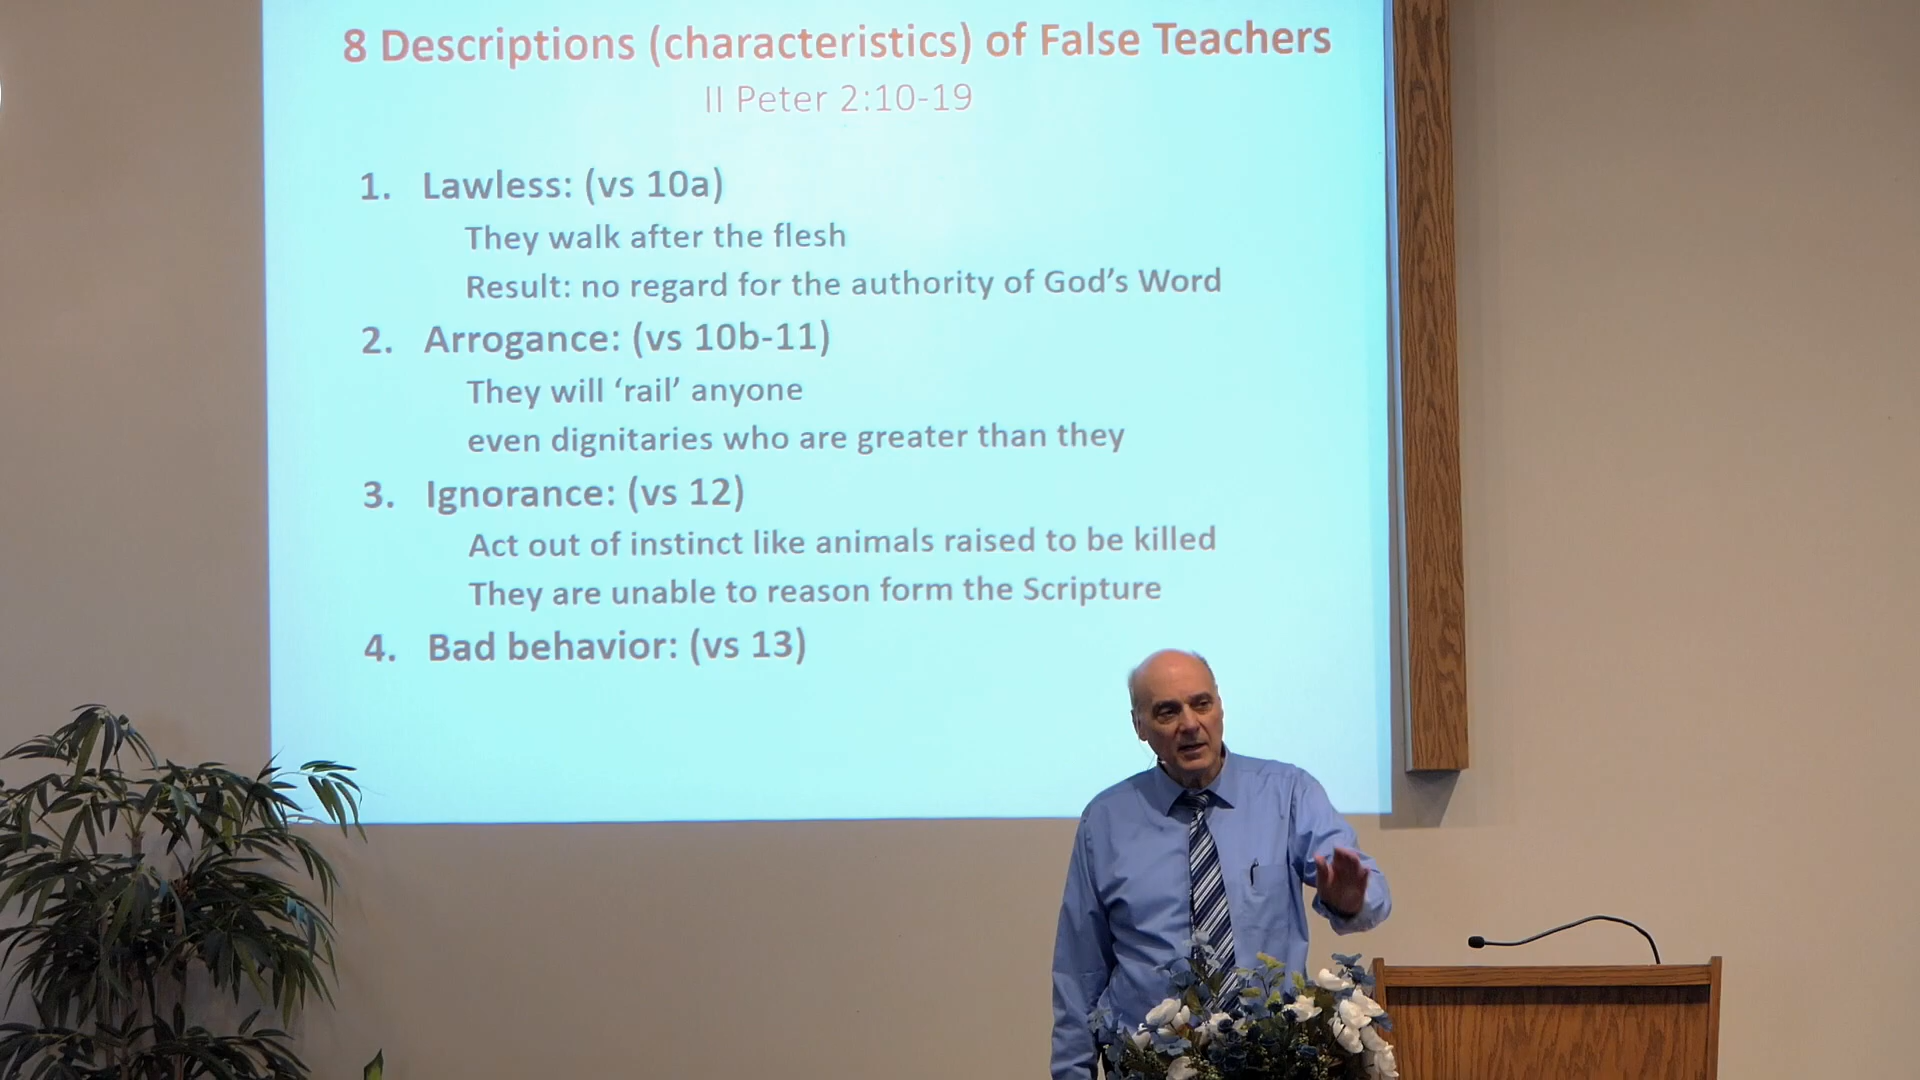 8 Descriptions (characteristics) of False Teachers
II Peter 2:10-19
1. Lawless: (vs 10a)
They walk after the flesh
Result: no regard for the authority of God’s Word
2. Arrogance: (vs 10b-11)
They will ‘rail’ anyone
even dignitaries who are greater than they
3. Ignorance: (vs 12)
Act out of instinct like animals raised to be killed
They are unable to reason form the Scripture
4. Bad behavior: (vs 13)